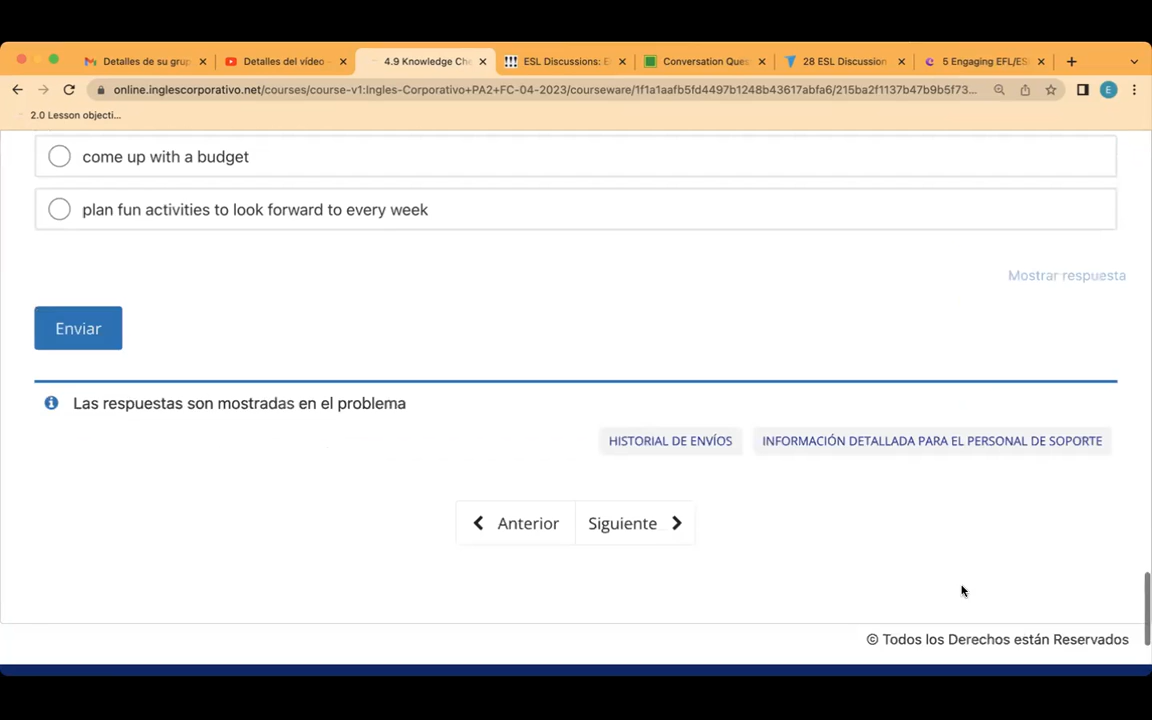 Detalles de su grup
Detalles del vídeo
4.9 Knowledge Che
ESL Discussions: E
Conversation Ques
28 ESL Discussion
5 Engaging EFL/ES
online.inglescorporativo.net/courses/course-v1:Ingles-Corporativo+PA2+FC-04-2023/courseware/1f1a1aafb5fd4497b1248b43617abfa6/215ba2f1137b47b9b5f73...
E
2.0 Lesson objecti...
come up with a budget
plan fun activities to look forward to every week
Mostrar respuesta
Enviar
Las respuestas son mostradas en el problema
HISTORIAL DE ENVÍOS
INFORMACIÓN DETALLADA PARA EL PERSONAL DE SOPORTE
Anterior
Siguiente
© Todos los Derechos están Reservados